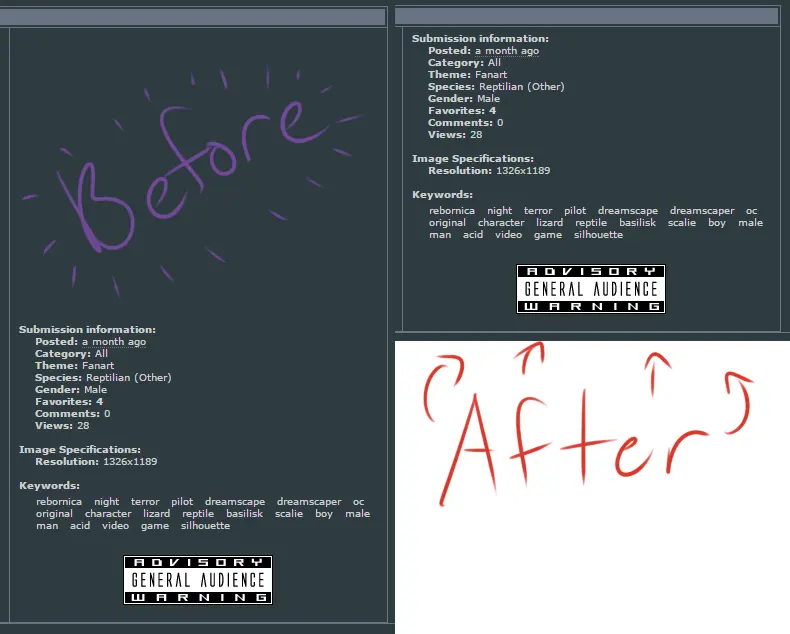 Before
Submission information:
Posted: a month ago
Category: All
Theme: Fanart
Species: Reptilian (Other)
Gender: Male
Favorites: 4
Comments: 0
Views: 28
Image Specifications:
Resolution: 1326x1189
Keywords:
rebornica night terror pilot dreamscape dreamscaper oc
original character lizard reptile basilisk scalie boy male
man acid video game silhouette
ADVISORY
GENERAL AUDIENCE
WARNING
Submission information:
Posted: a month ago
Category: All
Theme: Fanart
Species: Reptilian (Other)
Gender: Male
Favorites: 4
Comments: 0
Views: 28
Image Specifications:
Resolution: 1326x1189
Keywords:
rebornica night terror pilot dreamscape dreamscaper oc
original character lizard reptile basilisk scalie boy male
man acid video game silhouette
ADVISORY
GENERAL AUDIENCE
WARNING
After